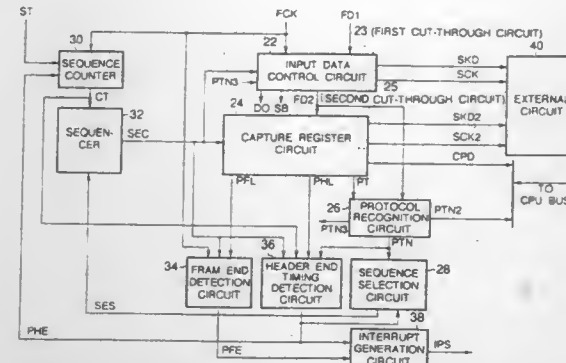 ST
FCK
FD1
30
22
23 (FIRST CUT-THROUGH CIRCUIT)
40
SEQUENCE
COUNTER
INPUT DATA
CONTROL CIRCUIT
SKD
SCK
PTN3
25
CT
24
DO SB
FD2
(SECOND CUT-THROUGH CIRCUIT)
EXTERNAL
CIRCUIT
32
SEQUEN-
CER
SEC
CAPTURE REGISTER
CIRCUIT
SKD2
SCK2
CPD
PFL
PHL
PT
TO
CPU BUS
26
PROTOCOL
RECOGNITION
CIRCUIT
PTN2
PTN3
PTN
34
36
28
FRAM END
DETECTION
CIRCUIT
HEADER END
TIMING
DETECTION
CIRCUIT
SEQUENCE
SELECTION
CIRCUIT
SES
38
PHE
PFE
INTERRUPT
GENERATION
CIRCUIT
IPS